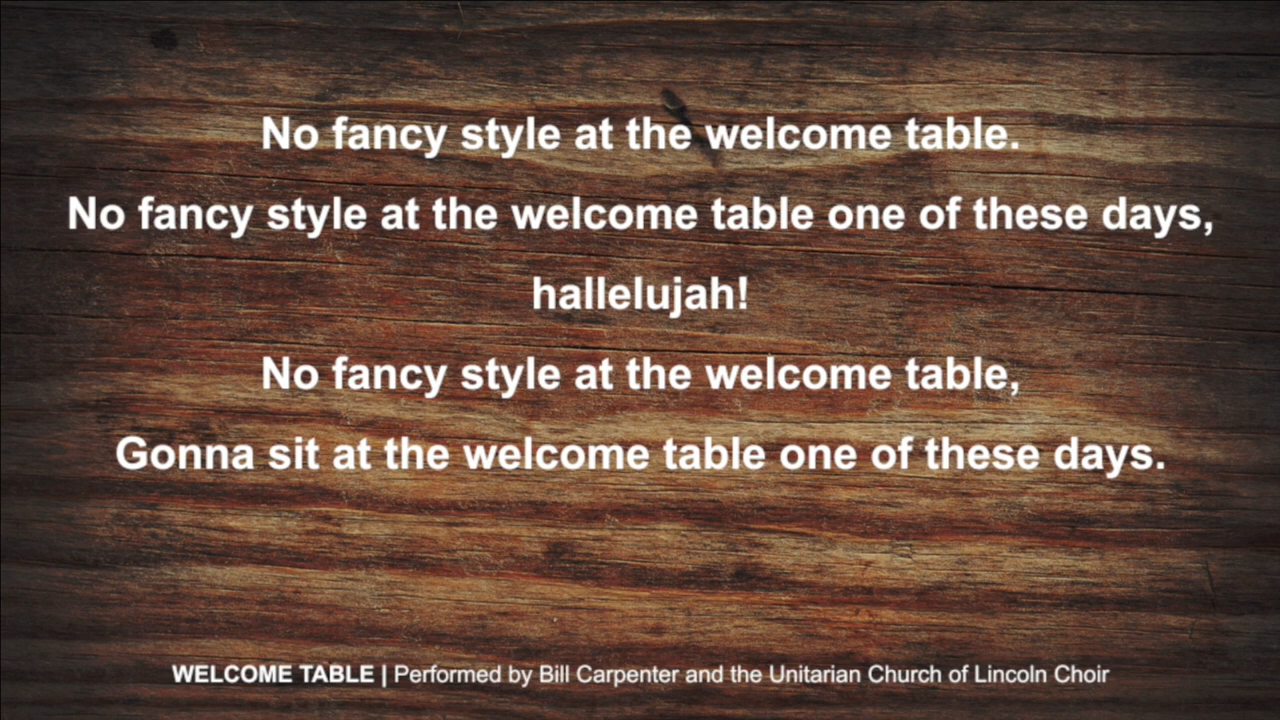 No fancy style at the welcome table.
No fancy style at the welcome table one of these days,
hallelujah!
No fancy style at the welcome table,
Gonna sit at the welcome table one of these days.
WELCOME TABLE | Performed by Bill Carpenter and the Unitarian Church of Lincoln Choir